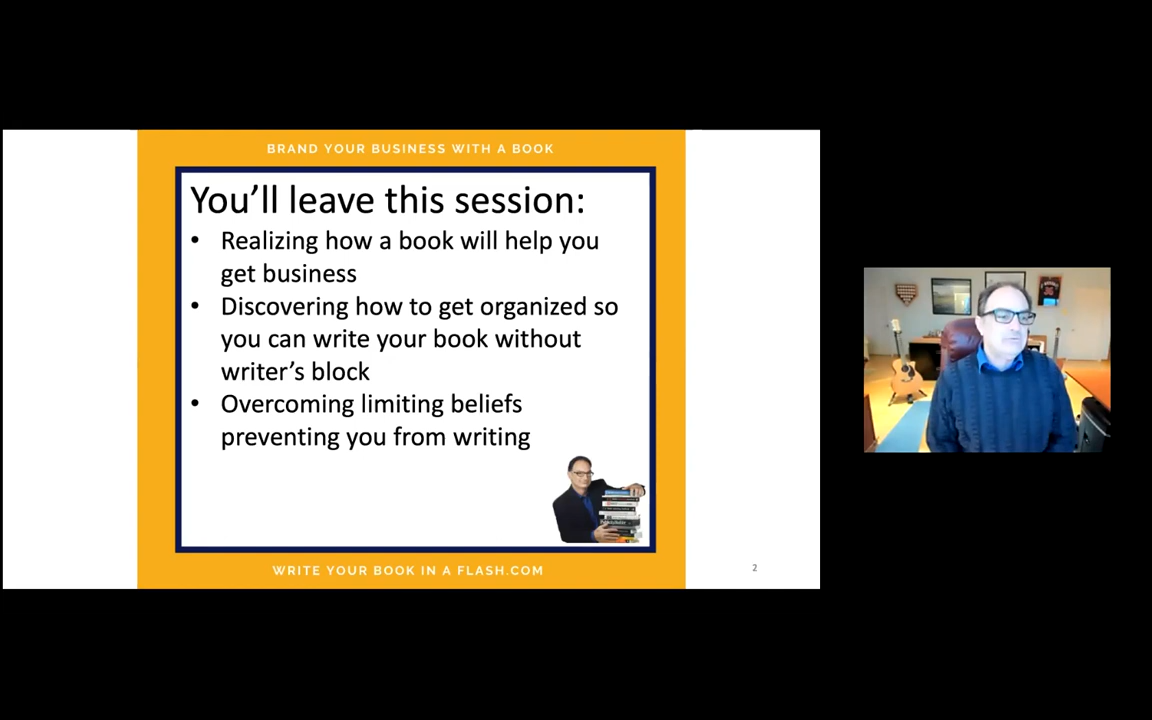 BRAND YOUR BUSINESS WITH A BOOK
You’ll leave this session:
• Realizing how a book will help you
get business
• Discovering how to get organized so
you can write your book without
writer’s block
• Overcoming limiting beliefs
preventing you from writing
WRITE YOUR BOOK IN A FLASH.COM
2